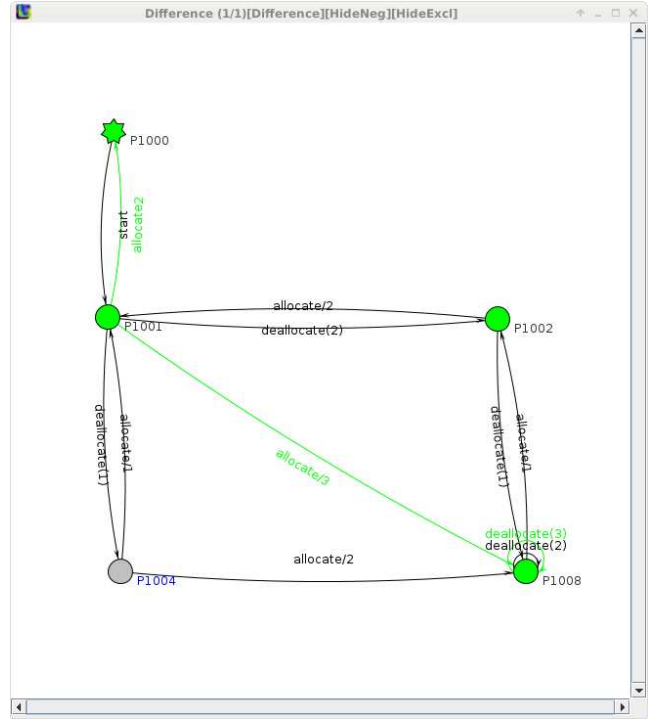 Difference (1/1)[Difference][HideNeg][HideExcl]
P1000
start
allocate2
allocate/2
P1001
deallocate(2)
P1002
deallocate(1)
allocate/1
allocate/3
deallocate(1)
allocate/1
deallocate(3)
deallocate(2)
allocate/2
P1004
P1008